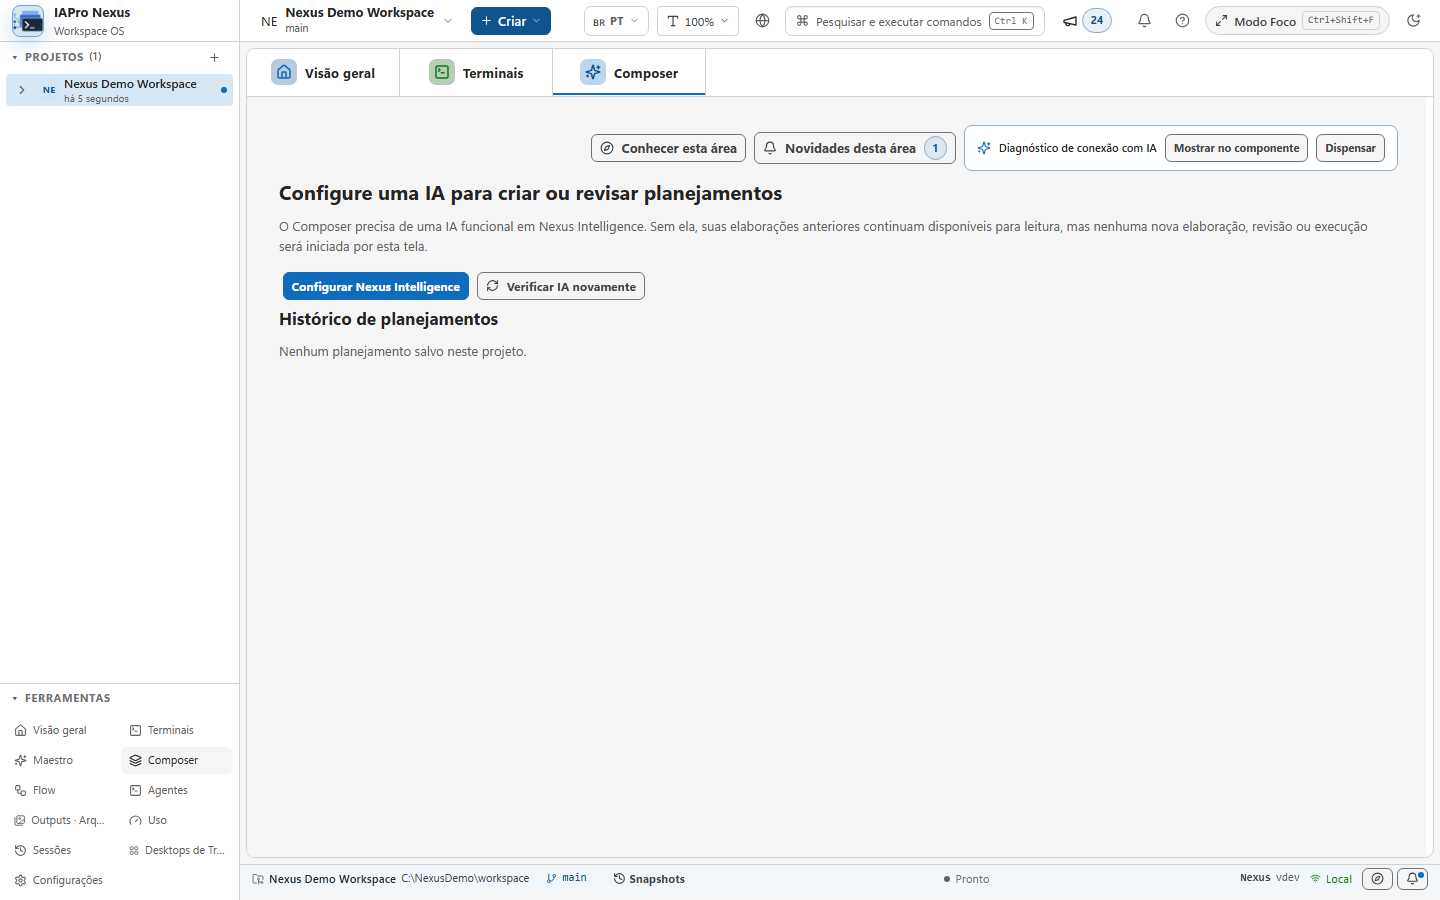 IAPro Nexus
Workspace OS
NE Nexus Demo Workspace
main
Criar
BR PT
100%
Pesquisar e executar comandos Ctrl K
24
Modo Foco Ctrl+Shift+F
PROJETOS (1)
NE Nexus Demo Workspace
há 5 segundos
Visão geral
Terminais
Composer
Conhecer esta área
Novidades desta área 1
Diagnóstico de conexão com IA
Mostrar no componente
Dispensar
Configure uma IA para criar ou revisar planejamentos
O Composer precisa de uma IA funcional em Nexus Intelligence. Sem ela, suas elaborações anteriores continuam disponíveis para leitura, mas nenhuma nova elaboração, revisão ou execução
será iniciada por esta tela.
Configurar Nexus Intelligence
Verificar IA novamente
Histórico de planejamentos
Nenhum planejamento salvo neste projeto.
FERRAMENTAS
Visão geral
Terminais
Maestro
Composer
Flow
Agentes
Outputs · Arq...
Uso
Sessões
Desktops de Tr...
Configurações
Nexus Demo Workspace C:\NexusDemo\workspace
main
Snapshots
Pronto
Nexus vdev
Local